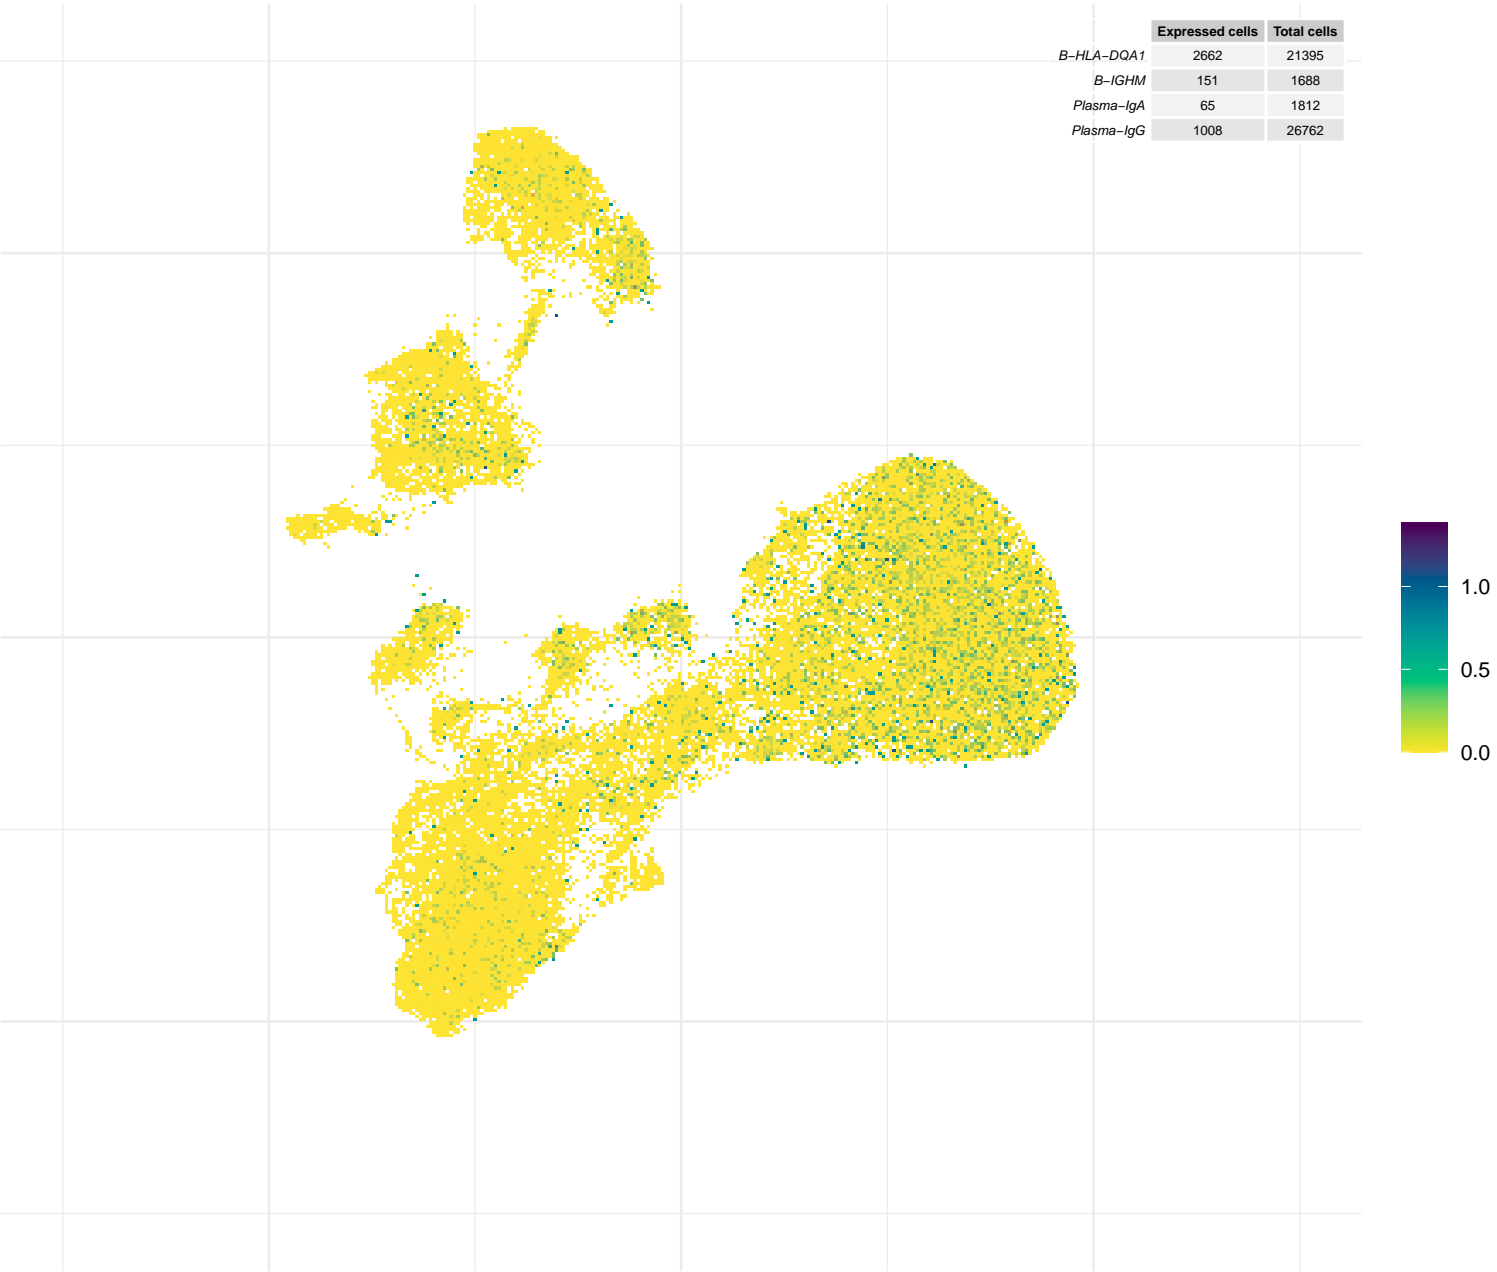 Expressed cells Total cells
B−HLA−DQA1 2662 21395
B−IGHM 151 1688
Plasma−IgA 65 1812
Plasma−IgG 1008 26762
1.0
0.5
0.0